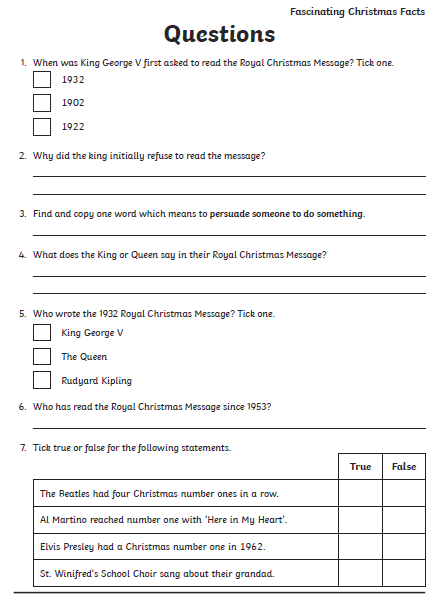 Fascinating Christmas Facts
Questions
1. When was King George V first asked to read the Royal Christmas Message? Tick one.
1932
1902
1922
2. Why did the king initially refuse to read the message?
3. Find and copy one word which means to persuade someone to do something.
4. What does the King or Queen say in their Royal Christmas Message?
5. Who wrote the 1932 Royal Christmas Message? Tick one.
King George V
The Queen
Rudyard Kipling
6. Who has read the Royal Christmas Message since 1953?
7. Tick true or false for the following statements.
True False
The Beatles had four Christmas number ones in a row.
Al Martino reached number one with ‘Here in My Heart’.
Elvis Presley had a Christmas number one in 1962.
St. Winifred’s School Choir sang about their grandad.